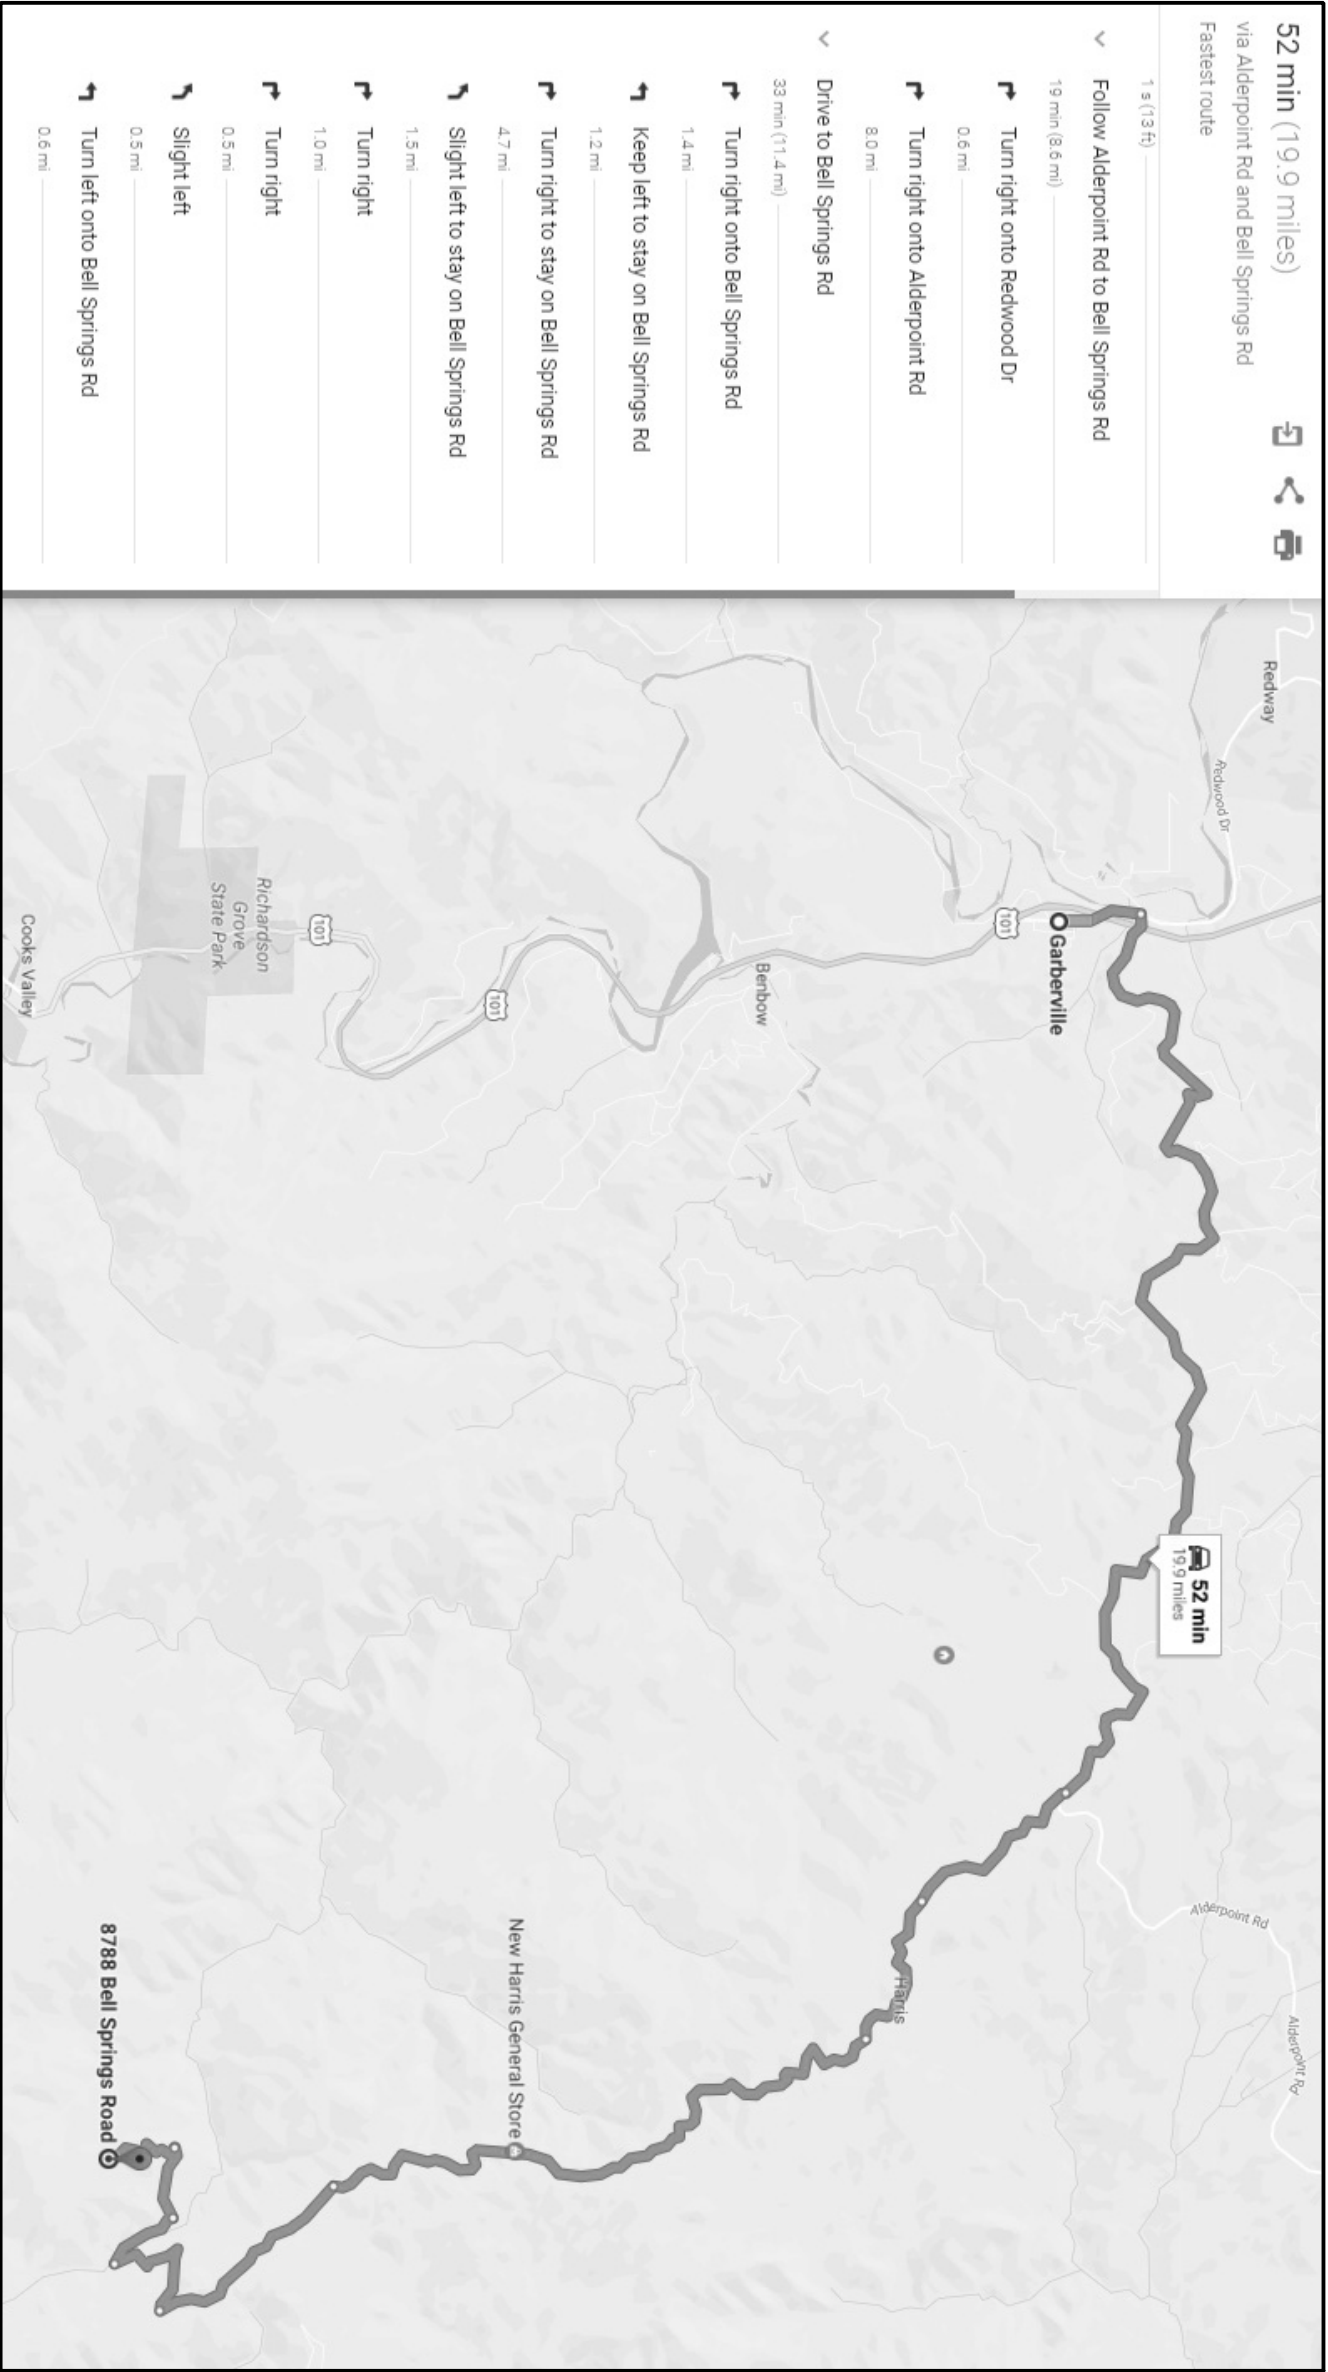 52 min (19.9 miles)
via Alderpoint Rd and Bell Springs Rd
Fastest route
1 s (13 ft)
Follow Alderpoint Rd to Bell Springs Rd
19 min (8.6 mi)
Turn right onto Redwood Dr
0.6 mi
Turn right onto Alderpoint Rd
8.0 mi
Drive to Bell Springs Rd
33 min (11.4 mi)
Turn right onto Bell Springs Rd
1.4 mi
Keep left to stay on Bell Springs Rd
1.2 mi
Turn right to stay on Bell Springs Rd
4.7 mi
Slight left to stay on Bell Springs Rd
1.5 mi
Turn right
1.0 mi
Turn right
0.5 mi
Slight left
0.5 mi
Turn left onto Bell Springs Rd
0.6 mi
Redway
Redwood Dr
101
Garberville
Benbow
101
101
Richardson
Grove
State Park
Cooks Valley
52 min
19.9 miles
Alderpoint Rd
Alderpoint Rd
Harris
New Harris General Store
8788 Bell Springs Road